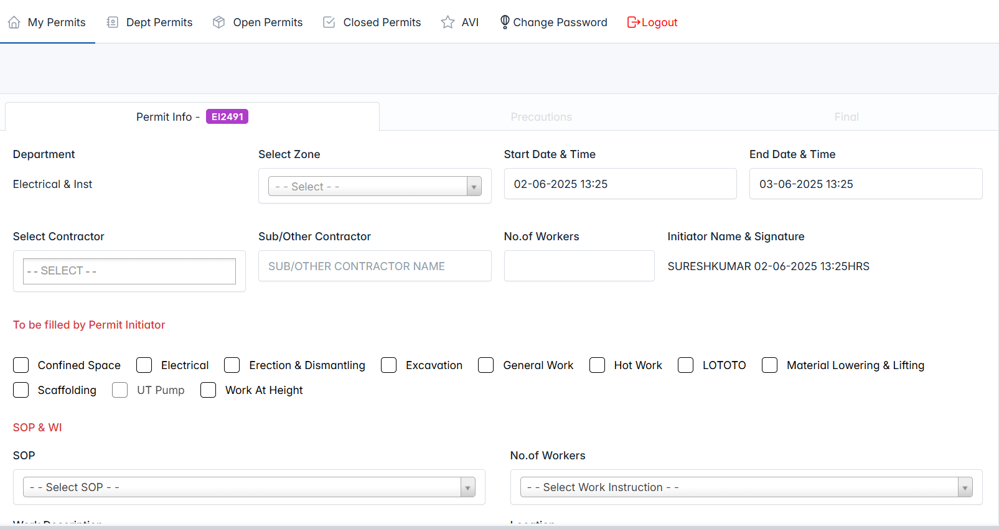 My Permits Dept Permits Open Permits Closed Permits AVI Change Password Logout
Permit Info - EI2491 Precautions Final
Department Select Zone Start Date & Time End Date & Time
Electrical & Inst - - Select - - 02-06-2025 13:25 03-06-2025 13:25
Select Contractor Sub/Other Contractor No.of Workers Initiator Name & Signature
- - SELECT - - SUB/OTHER CONTRACTOR NAME SURESHKUMAR 02-06-2025 13:25HRS
To be filled by Permit Initiator
Confined Space Electrical Erection & Dismantling Excavation General Work Hot Work LOTOTO Material Lowering & Lifting
Scaffolding UT Pump Work At Height
SOP & WI
SOP No.of Workers
- - Select SOP - - - - Select Work Instruction - -
Work Description Location